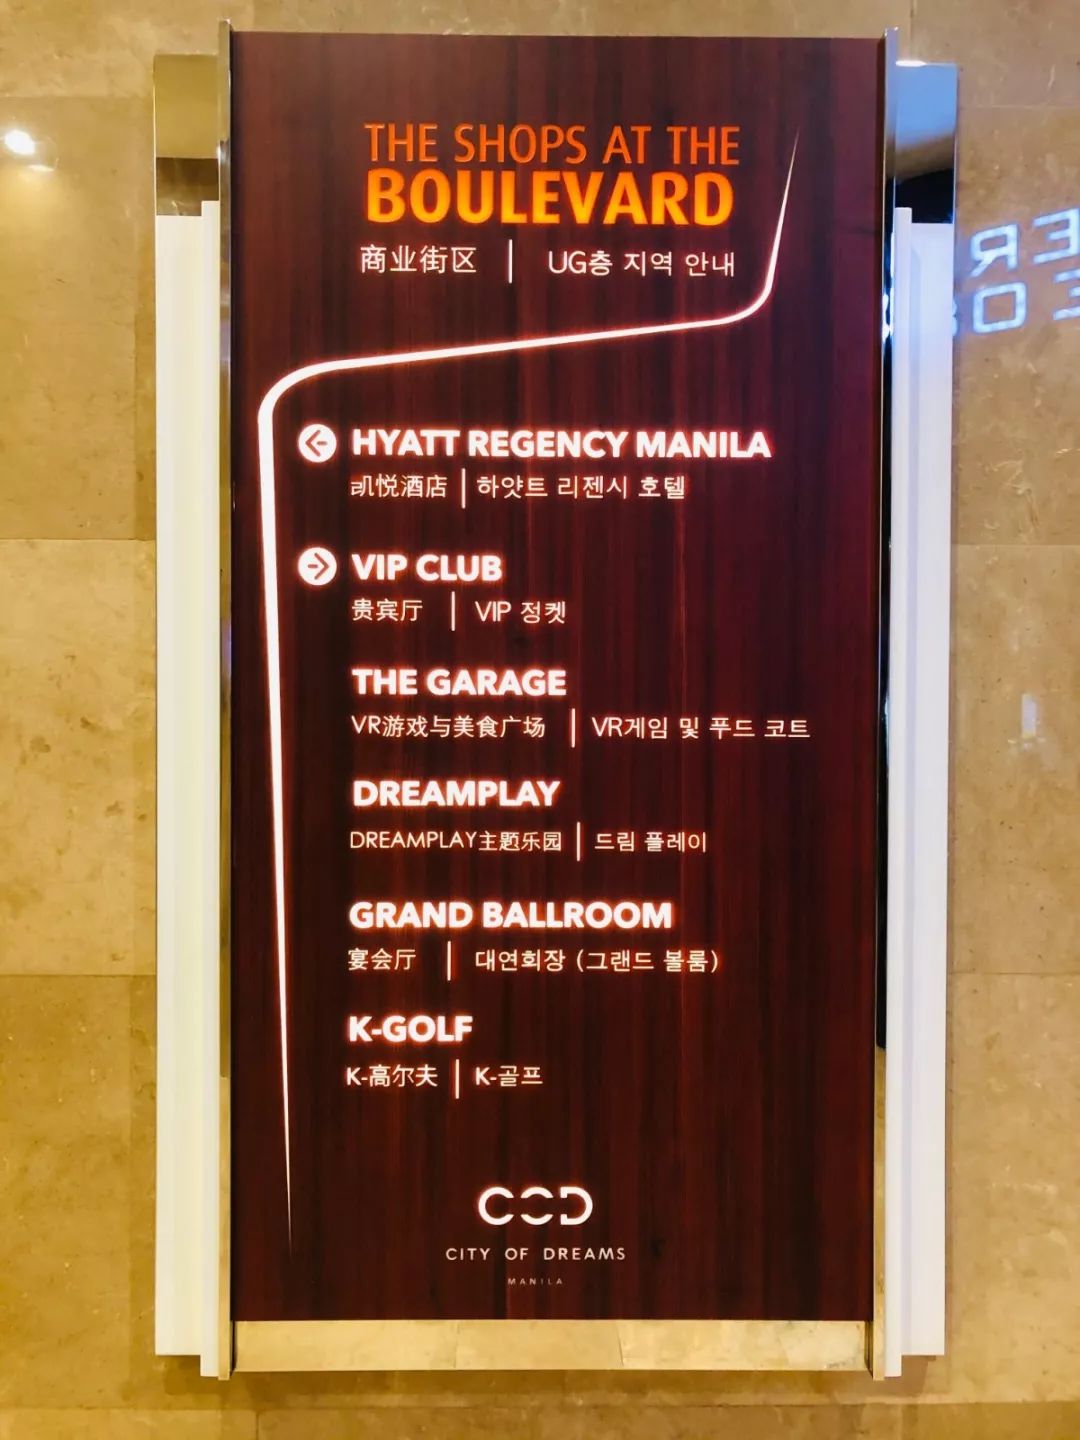 THE SHOPS AT THE
BOULEVARD
商业街区 | UG층 지역 안내
HYATT REGENCY MANILA
凯悦酒店 | 하얏트 리젠시 호텔
VIP CLUB
贵宾厅 | VIP 정켓
THE GARAGE
VR游戏与美食广场 | VR게임 및 푸드 코트
DREAMPLAY
DREAMPLAY主题乐园 | 드림 플레이
GRAND BALLROOM
宴会厅 | 대연회장 (그랜드 볼룸)
K-GOLF
K-高尔夫 | K-골프
COD
CITY OF DREAMS
MANILA